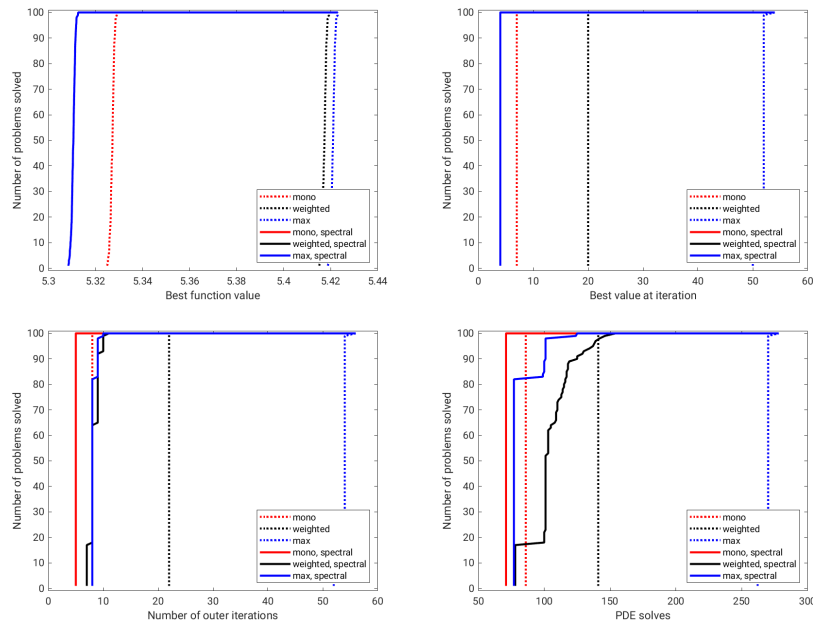 100
90
80
70
60
50
40
30
20
10
0
Number of problems solved
5.3 5.32 5.34 5.36 5.38 5.4 5.42 5.44
Best function value
mono
weighted
max
mono, spectral
weighted, spectral
max, spectral
100
90
80
70
60
50
40
30
20
10
0
Number of problems solved
0 10 20 30 40 50 60
Best value at iteration
mono
weighted
max
mono, spectral
weighted, spectral
max, spectral
100
90
80
70
60
50
40
30
20
10
0
Number of problems solved
0 10 20 30 40 50 60
Number of outer iterations
mono
weighted
max
mono, spectral
weighted, spectral
max, spectral
100
90
80
70
60
50
40
30
20
10
0
Number of problems solved
50 100 150 200 250 300
PDE solves
mono
weighted
max
mono, spectral
weighted, spectral
max, spectral